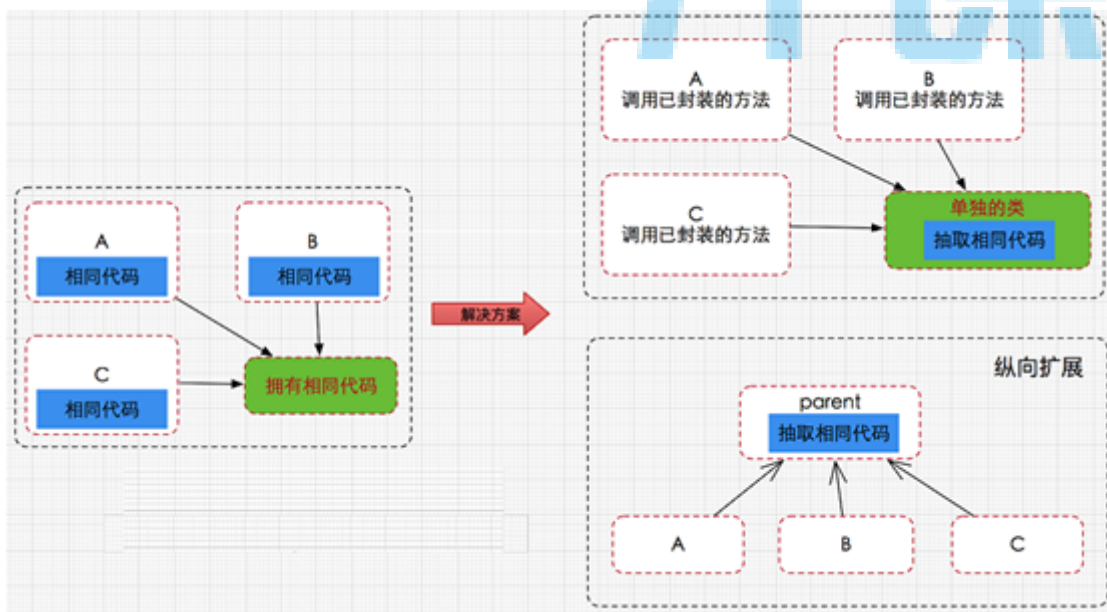 A
相同代码
B
相同代码
C
相同代码
拥有相同代码
解决方案
A
调用已封装的方法
B
调用已封装的方法
C
调用已封装的方法
单独的类
抽取相同代码
纵向扩展
parent
抽取相同代码
A
B
C